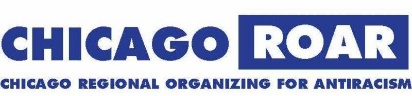 CHICAGO ROAR
CHICAGO REGIONAL ORGANIZING FOR ANTIRACISM